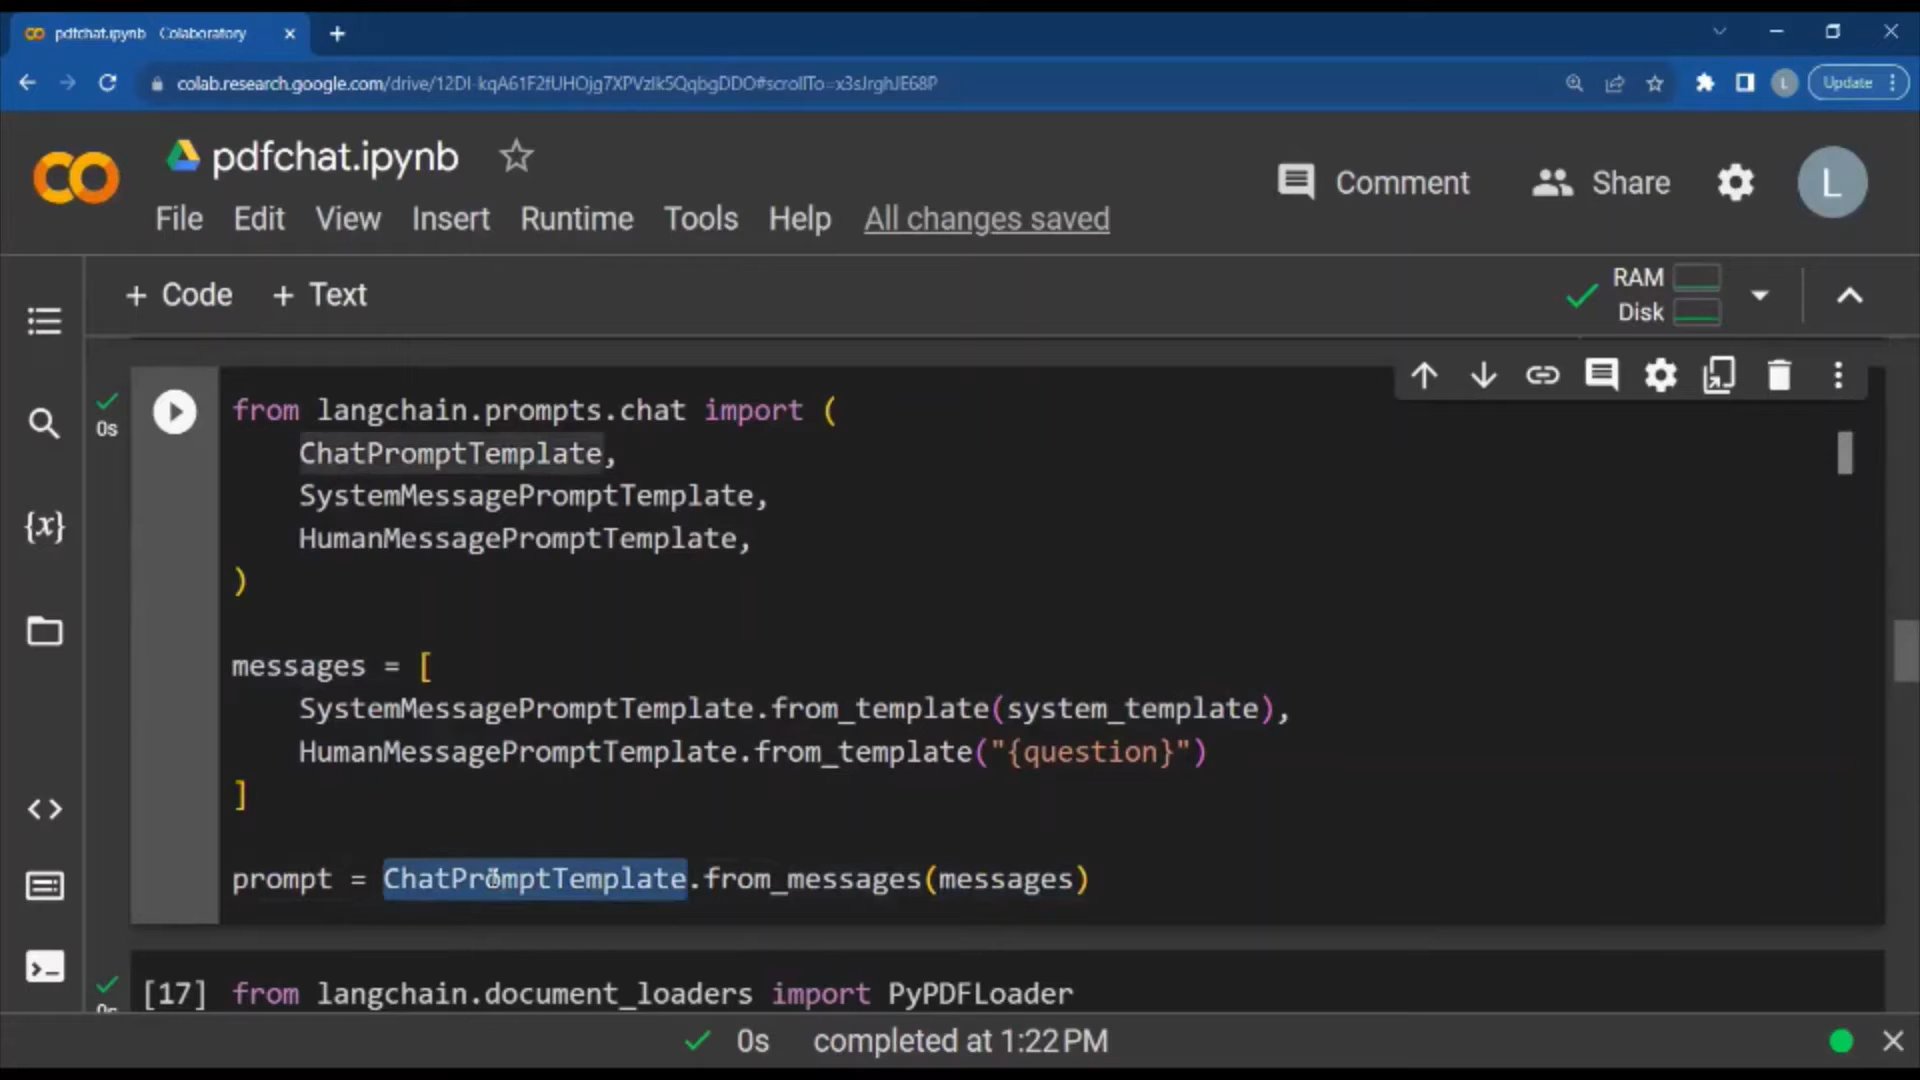 pdfchat.ipynb - Colaboratory
colab.research.google.com/drive/12DI-kqA61F2fUHOjg7XPVzIk5QqbgDDO#scrollTo=x3sJrghJE68P
L
Update
pdfchat.ipynb
Comment
Share
L
File Edit View Insert Runtime Tools Help All changes saved
+ Code + Text
RAM
Disk
0s
from langchain.prompts.chat import (
    ChatPromptTemplate,
    SystemMessagePromptTemplate,
    HumanMessagePromptTemplate,
)
messages = [
    SystemMessagePromptTemplate.from_template(system_template),
    HumanMessagePromptTemplate.from_template("{question}")
]
prompt = ChatPromptTemplate.from_messages(messages)
[17] from langchain.document_loaders import PyPDFLoader
0s
0s completed at 1:22 PM